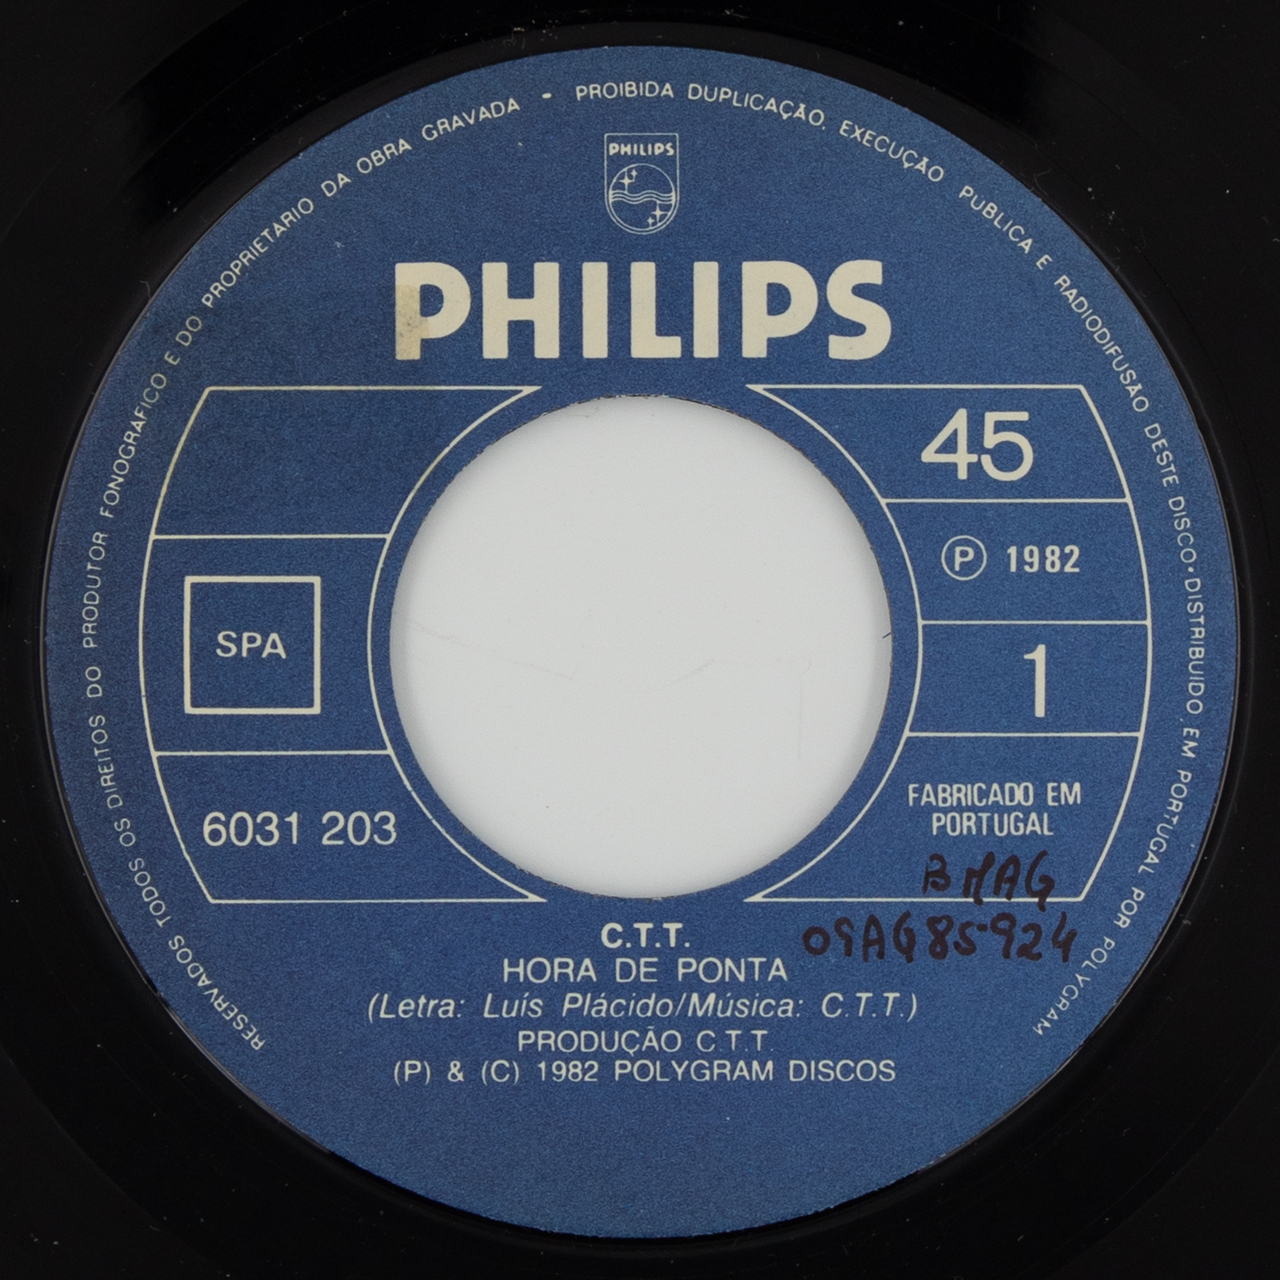 RESERVADOS TODOS OS DIREITOS DO PRODUTOR FONOGRAFICO E DO PROPRIETARIO DA OBRA GRAVADA - PROIBIDA DUPLICAÇÃO, EXECUÇÃO PUBLICA E RADIODIFUSÃO DESTE DISCO • DISTRIBUIDO EM PORTUGAL POR POLYGRAM
PHILIPS
PHILIPS
45
Ⓟ 1982
SPA
1
6031 203
FABRICADO EM
PORTUGAL
BMAG
09AG85-924
C.T.T.
HORA DE PONTA
(Letra: Luís Plácido/Música: C.T.T.)
PRODUÇÃO C.T.T.
(P) & (C) 1982 POLYGRAM DISCOS